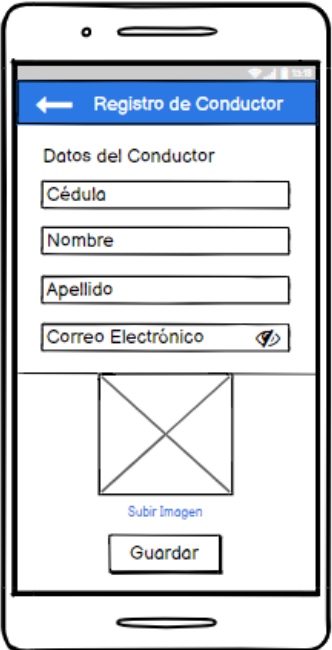 Registro de Conductor
Datos del Conductor
Cédula
Nombre
Apellido
Correo Electrónico
Subir Imagen
Guardar